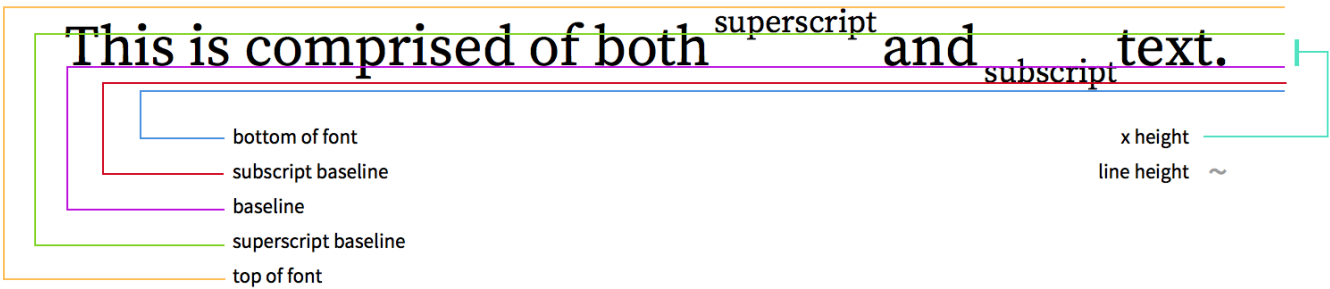 This is comprised of both superscript and subscript text.
bottom of font
x height
subscript baseline
line height ~
baseline
superscript baseline
top of font